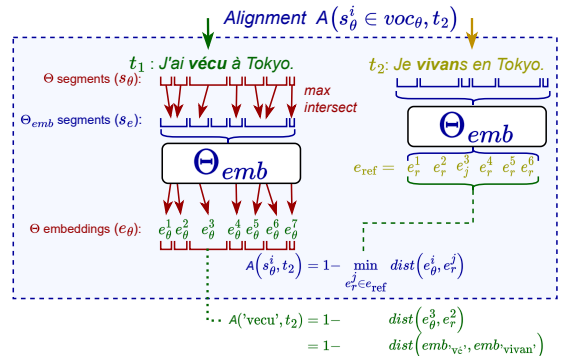 Alignment A(s_θ^i ∈ voc_θ, t_2)
t_1 : J'ai vécu à Tokyo.
t_2: Je vivans en Tokyo.
Θ segments (s_θ):
max
intersect
Θ_emb segments (s_e):
Θ_emb
Θ_emb
e_ref = e_r^1 e_r^2 e_j^3 e_r^4 e_r^5 e_r^6
Θ embeddings (e_θ): e_θ^1 e_θ^2 e_θ^3 e_θ^4 e_θ^5 e_θ^6 e_θ^7
A(s_θ^i, t_2) = 1− min_{e_r^j ∈ e_ref} dist(e_θ^i, e_r^j)
A('vecu', t_2) = 1− dist(e_θ^3, e_r^2)
= 1− dist(emb_'vé', emb_'vivan')